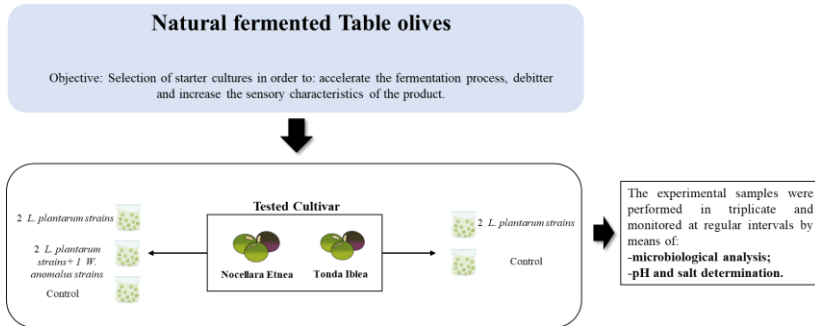 Natural fermented Table olives
Objective: Selection of starter cultures in order to: accelerate the fermentation process, debitter
and increase the sensory characteristics of the product.
2 L. plantarum strains
2 L. plantarum
strains+ 1 W.
anomalus strains
Control
Tested Cultivar
Nocellara Etnea
Tonda Iblea
2 L. plantarum strains
Control
The experimental samples were
performed in triplicate and
monitored at regular intervals by
means of:
-microbiological analysis;
-pH and salt determination.